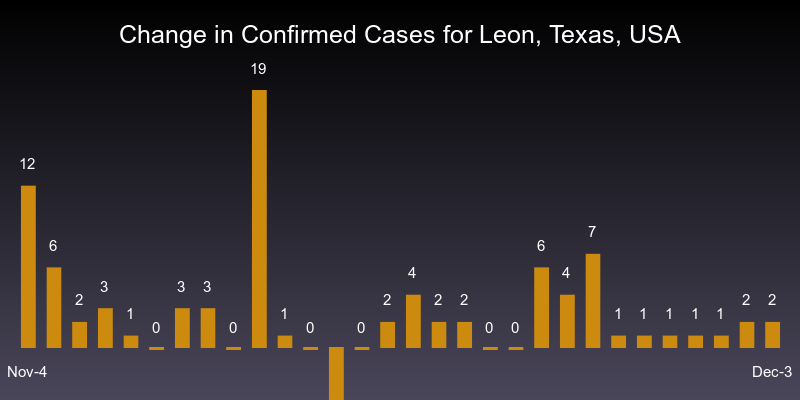 Change in Confirmed Cases for Leon, Texas, USA
12 6 2 3 1 0 3 3 0 19 1 0 0 2 4 2 2 0 0 6 4 7 1 1 1 1 1 2 2
Nov-4 Dec-3